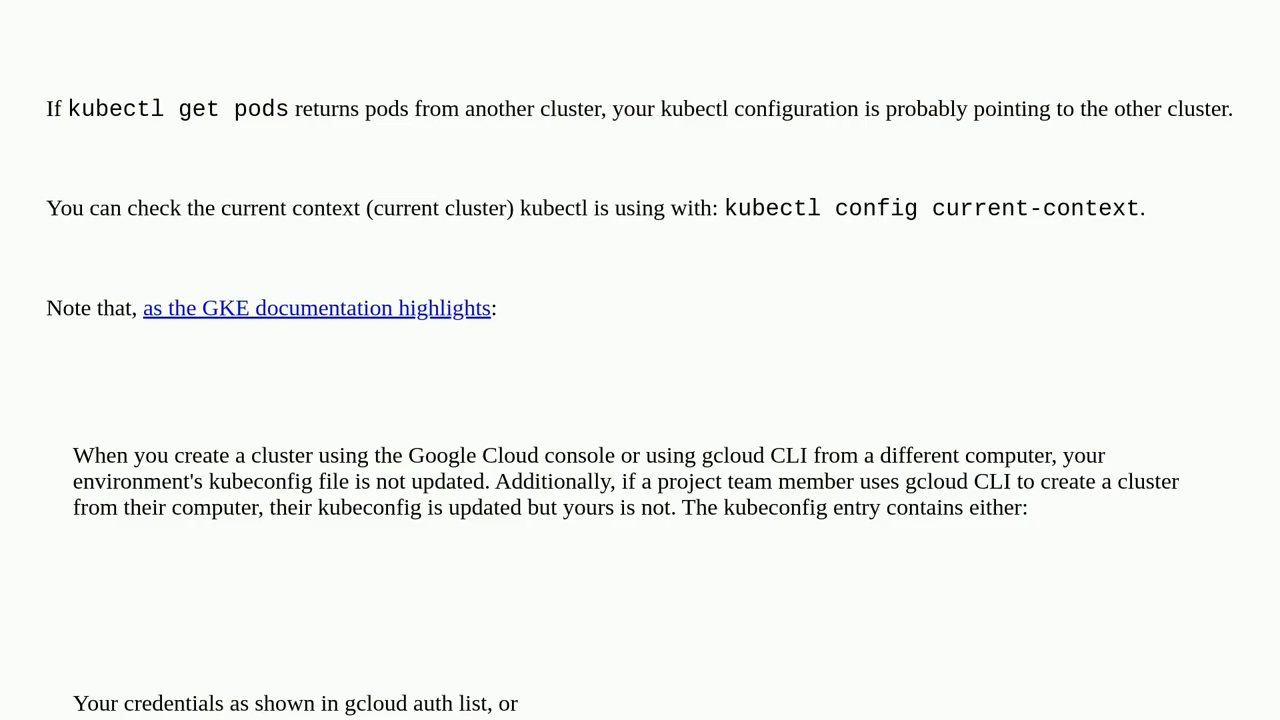 If kubectl get pods returns pods from another cluster, your kubectl configuration is probably pointing to the other cluster.
You can check the current context (current cluster) kubectl is using with: kubectl config current-context.
Note that, as the GKE documentation highlights:
When you create a cluster using the Google Cloud console or using gcloud CLI from a different computer, your
environment's kubeconfig file is not updated. Additionally, if a project team member uses gcloud CLI to create a cluster
from their computer, their kubeconfig is updated but yours is not. The kubeconfig entry contains either:
Your credentials as shown in gcloud auth list, or